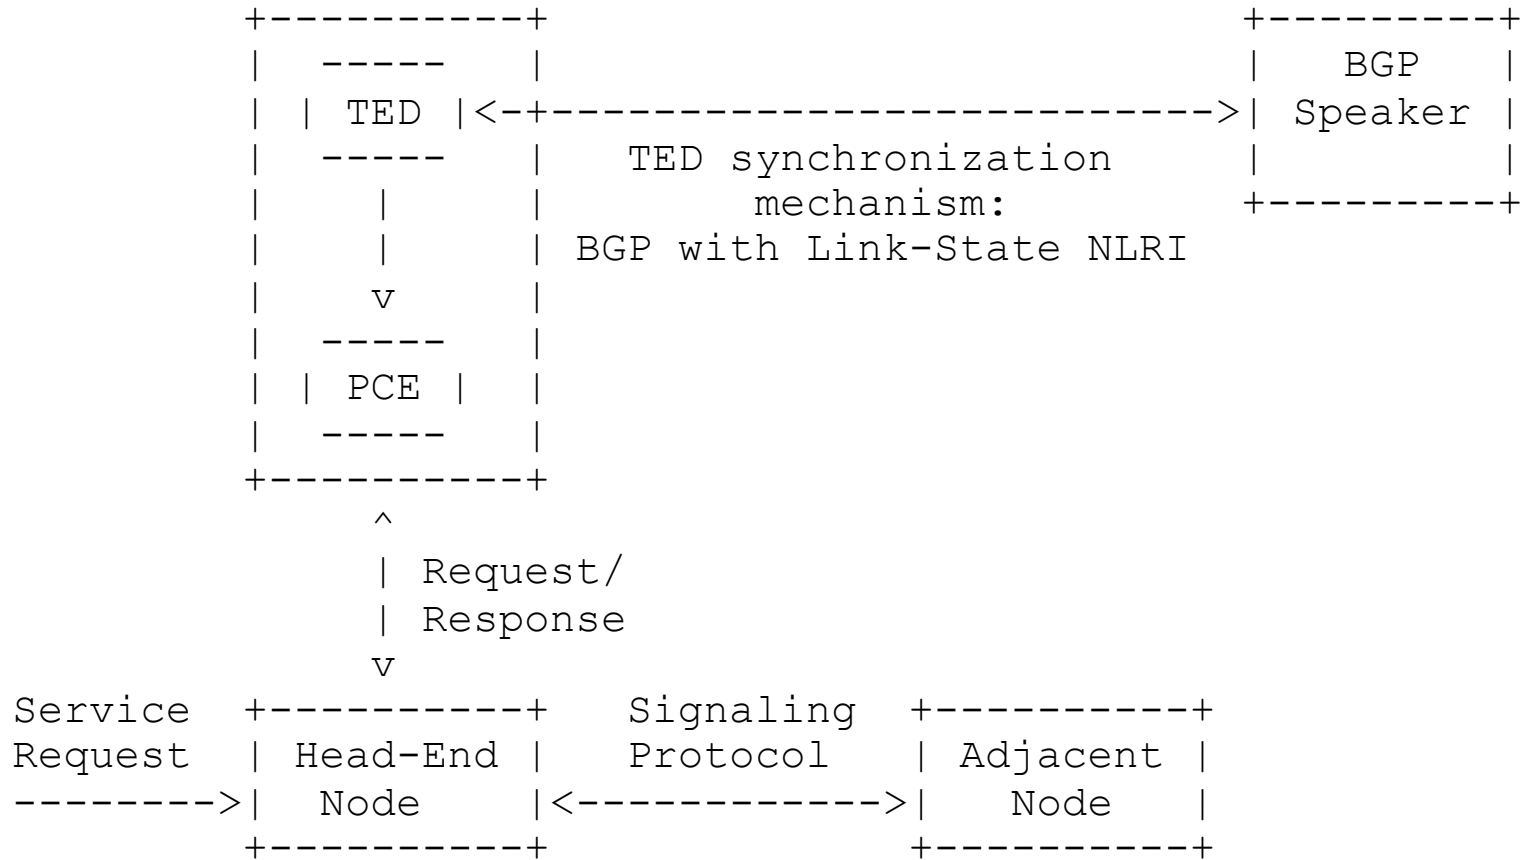 BGP
TED Speaker
TED synchronization
mechanism:
BGP with Link-State NLRI
PCE
Request/
Response
Service Signaling
Request Head-End Protocol Adjacent
Node Node